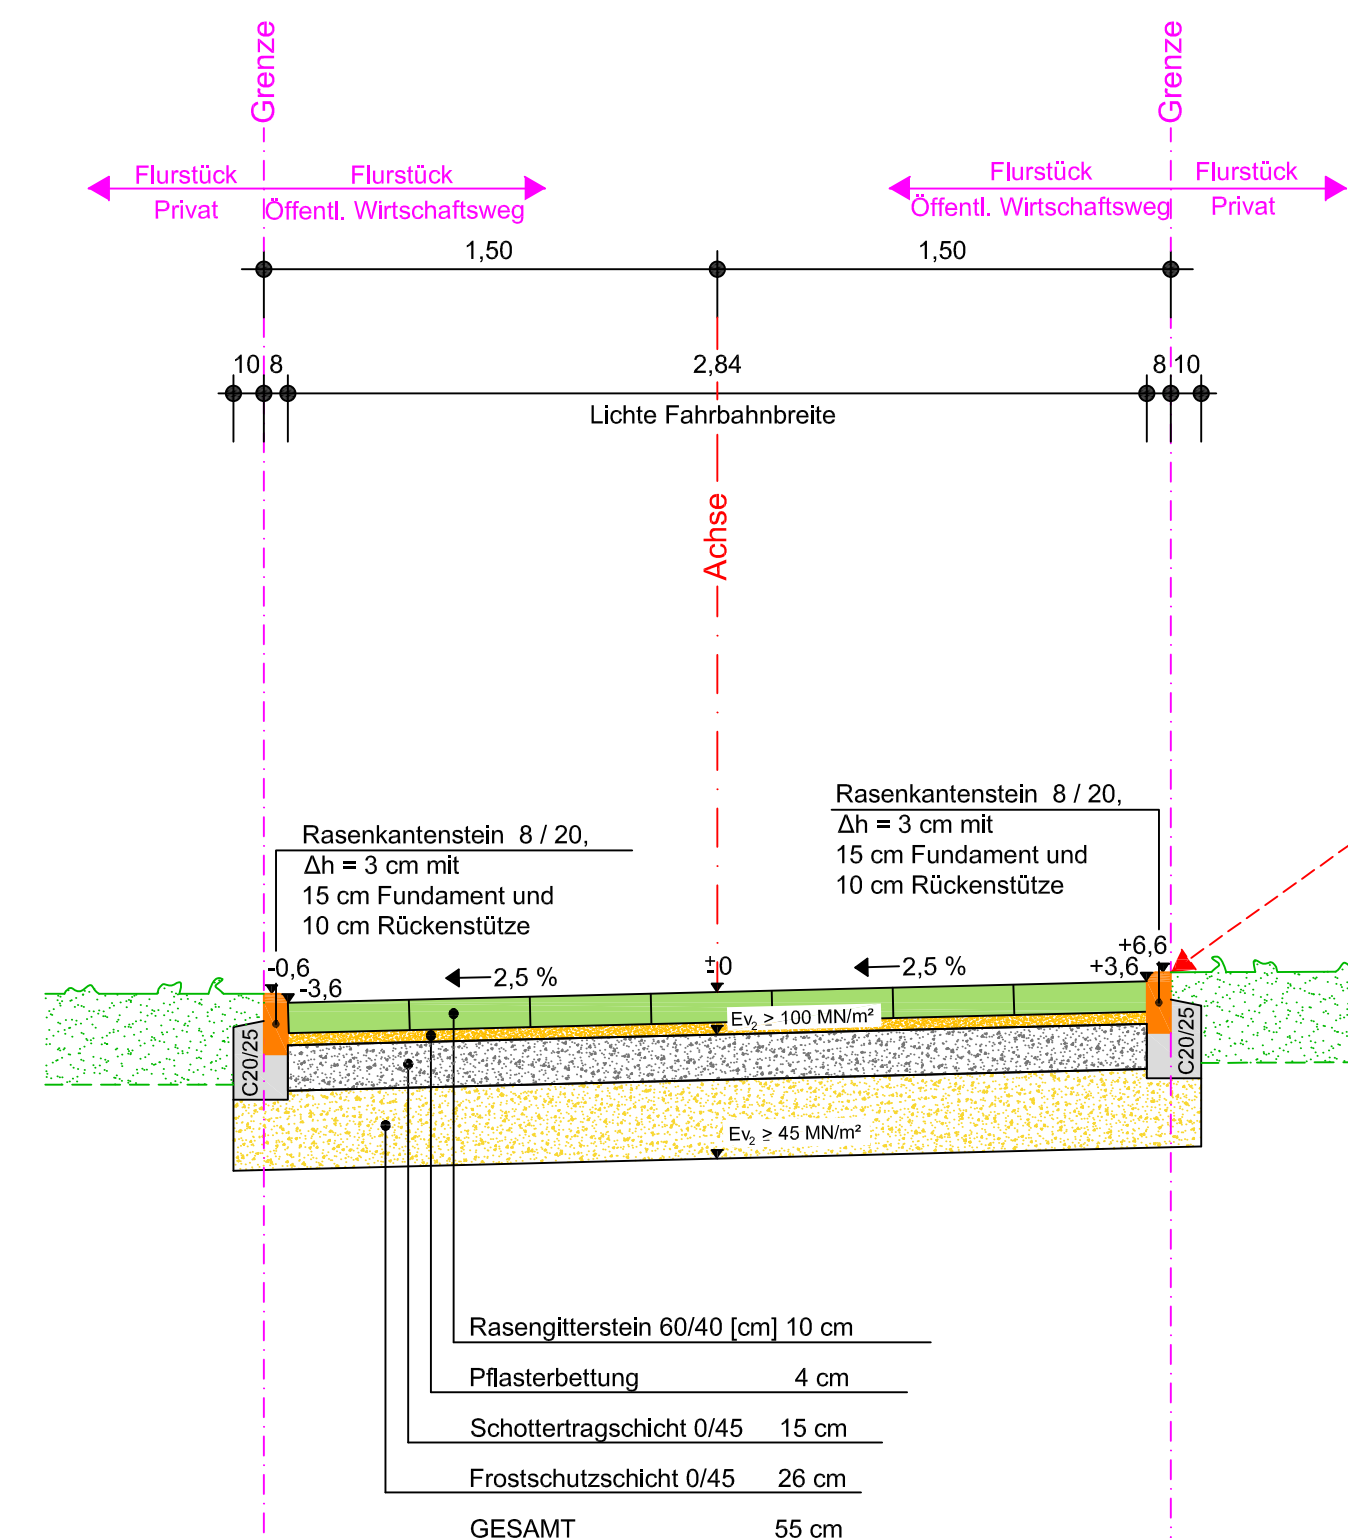 Grenze
Grenze
Flurstück
Flurstück
Flurstück
Flurstück
Privat
Öffentl. Wirtschaftsweg
Öffentl. Wirtschaftsweg
Privat
1,50
1,50
10
8
2,84
8
10
Lichte Fahrbahnbreite
Achse
Rasenkantenstein 8 / 20,
Δh = 3 cm mit
15 cm Fundament und
10 cm Rückenstütze
Rasenkantenstein 8 / 20,
Δh = 3 cm mit
15 cm Fundament und
10 cm Rückenstütze
-0,6
-3,6
2,5 %
±0
2,5 %
+6,6
+3,6
Ev₂ ≥ 100 MN/m²
C20/25
C20/25
Ev₂ ≥ 45 MN/m²
Rasengitterstein 60/40 [cm] 10 cm
Pflasterbettung 4 cm
Schottertragschicht 0/45 15 cm
Frostschutzschicht 0/45 26 cm
GESAMT 55 cm